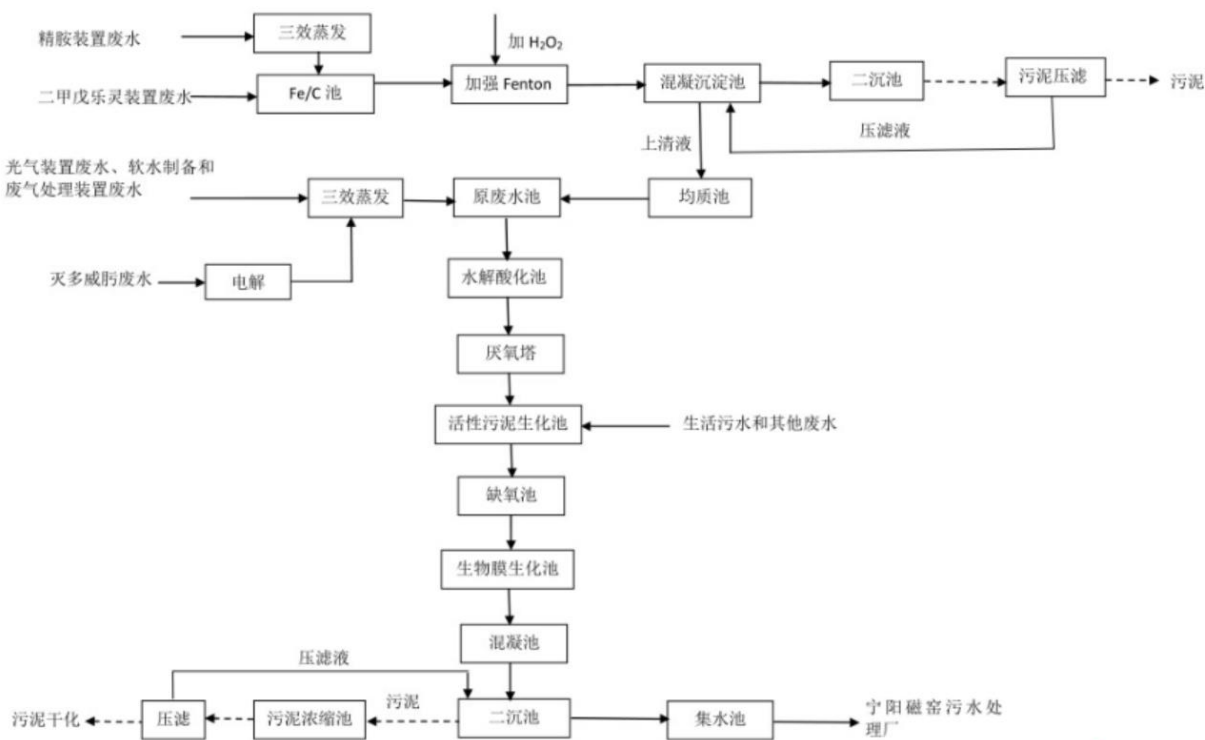 三效蒸发
精胺装置废水
加 H₂O₂
二甲戊乐灵装置废水
Fe/C 池
加强 Fenton
混凝沉淀池
二沉池
污泥压滤
污泥
压滤液
上清液
光气装置废水、软水制备和
废气处理装置废水
三效蒸发
原废水池
均质池
灭多威肟废水
电解
水解酸化池
厌氧塔
活性污泥生化池
生活污水和其他废水
缺氧池
生物膜生化池
混凝池
压滤液
污泥干化
压滤
污泥浓缩池
污泥
二沉池
集水池
宁阳磁窑污水处
理厂